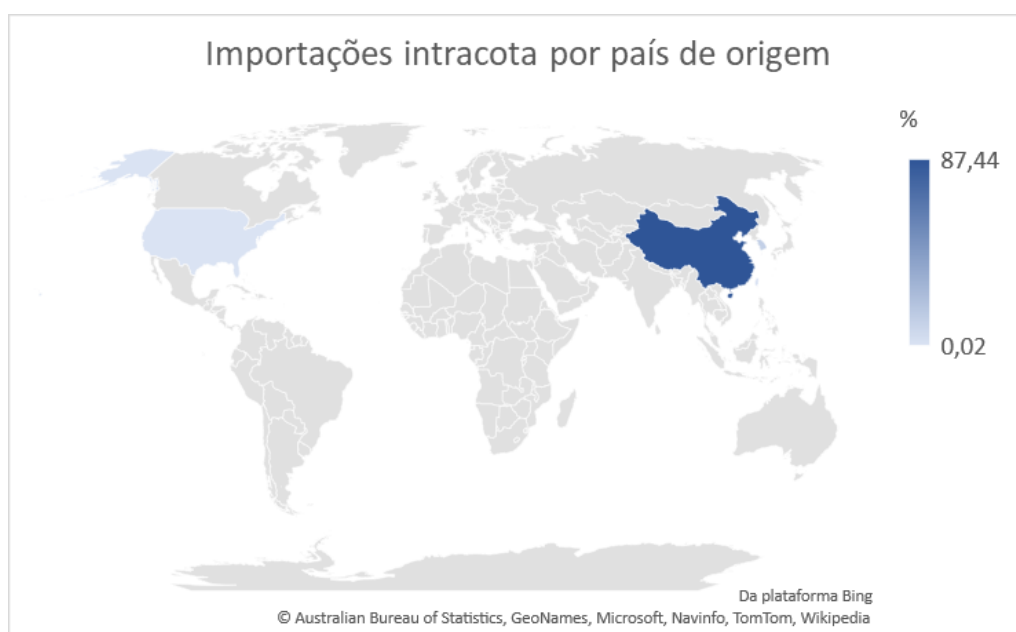 Importações intracota por país de origem
%
87,44
0,02
Da plataforma Bing
© Australian Bureau of Statistics, GeoNames, Microsoft, Navinfo, TomTom, Wikipedia